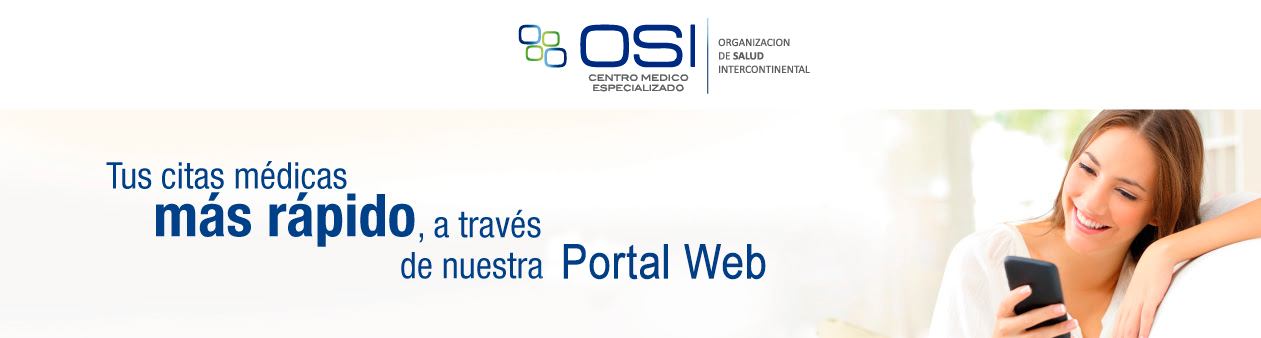 OSI
CENTRO MEDICO
ESPECIALIZADO
ORGANIZACION
DE SALUD
INTERCONTINENTAL
Tus citas médicas
más rápido, a través
de nuestra Portal Web